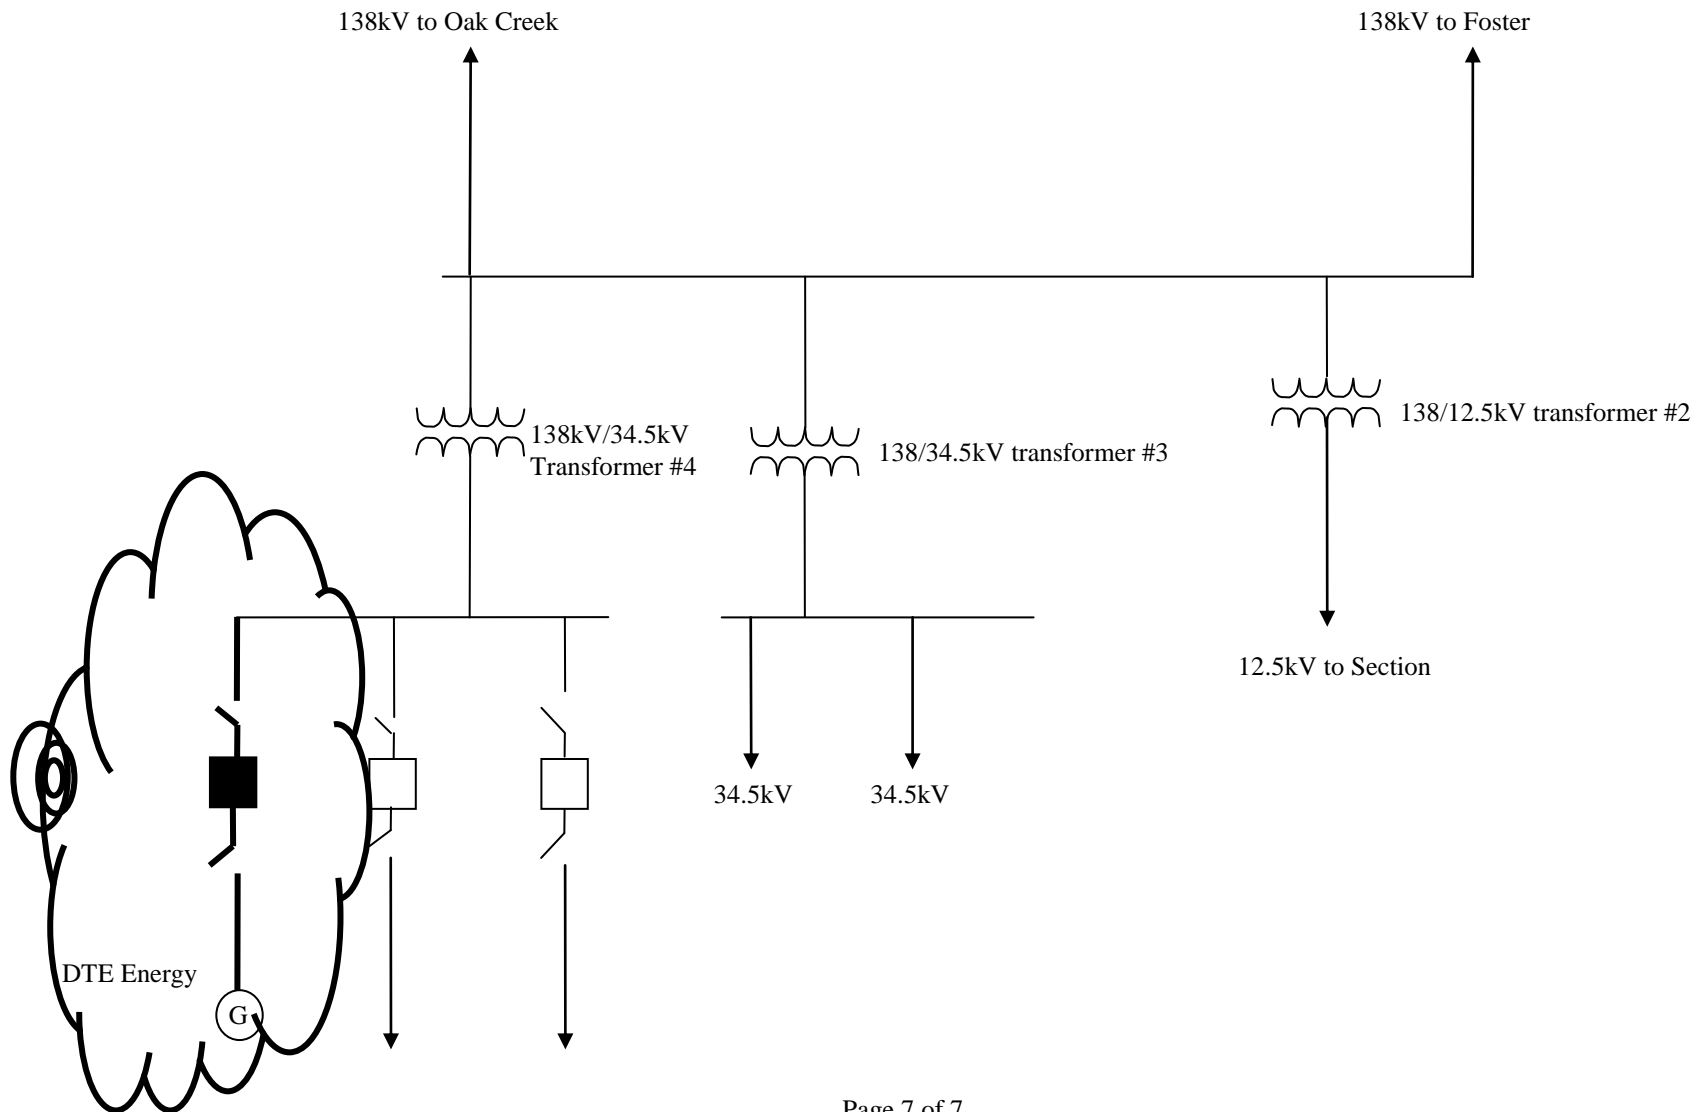 138kV to Oak Creek
138kV to Foster
138/12.5kV transformer #2
138kV/34.5kV
Transformer #4
138/34.5kV transformer #3
12.5kV to Section
34.5kV
34.5kV
DTE Energy
G
Page 7 of 7